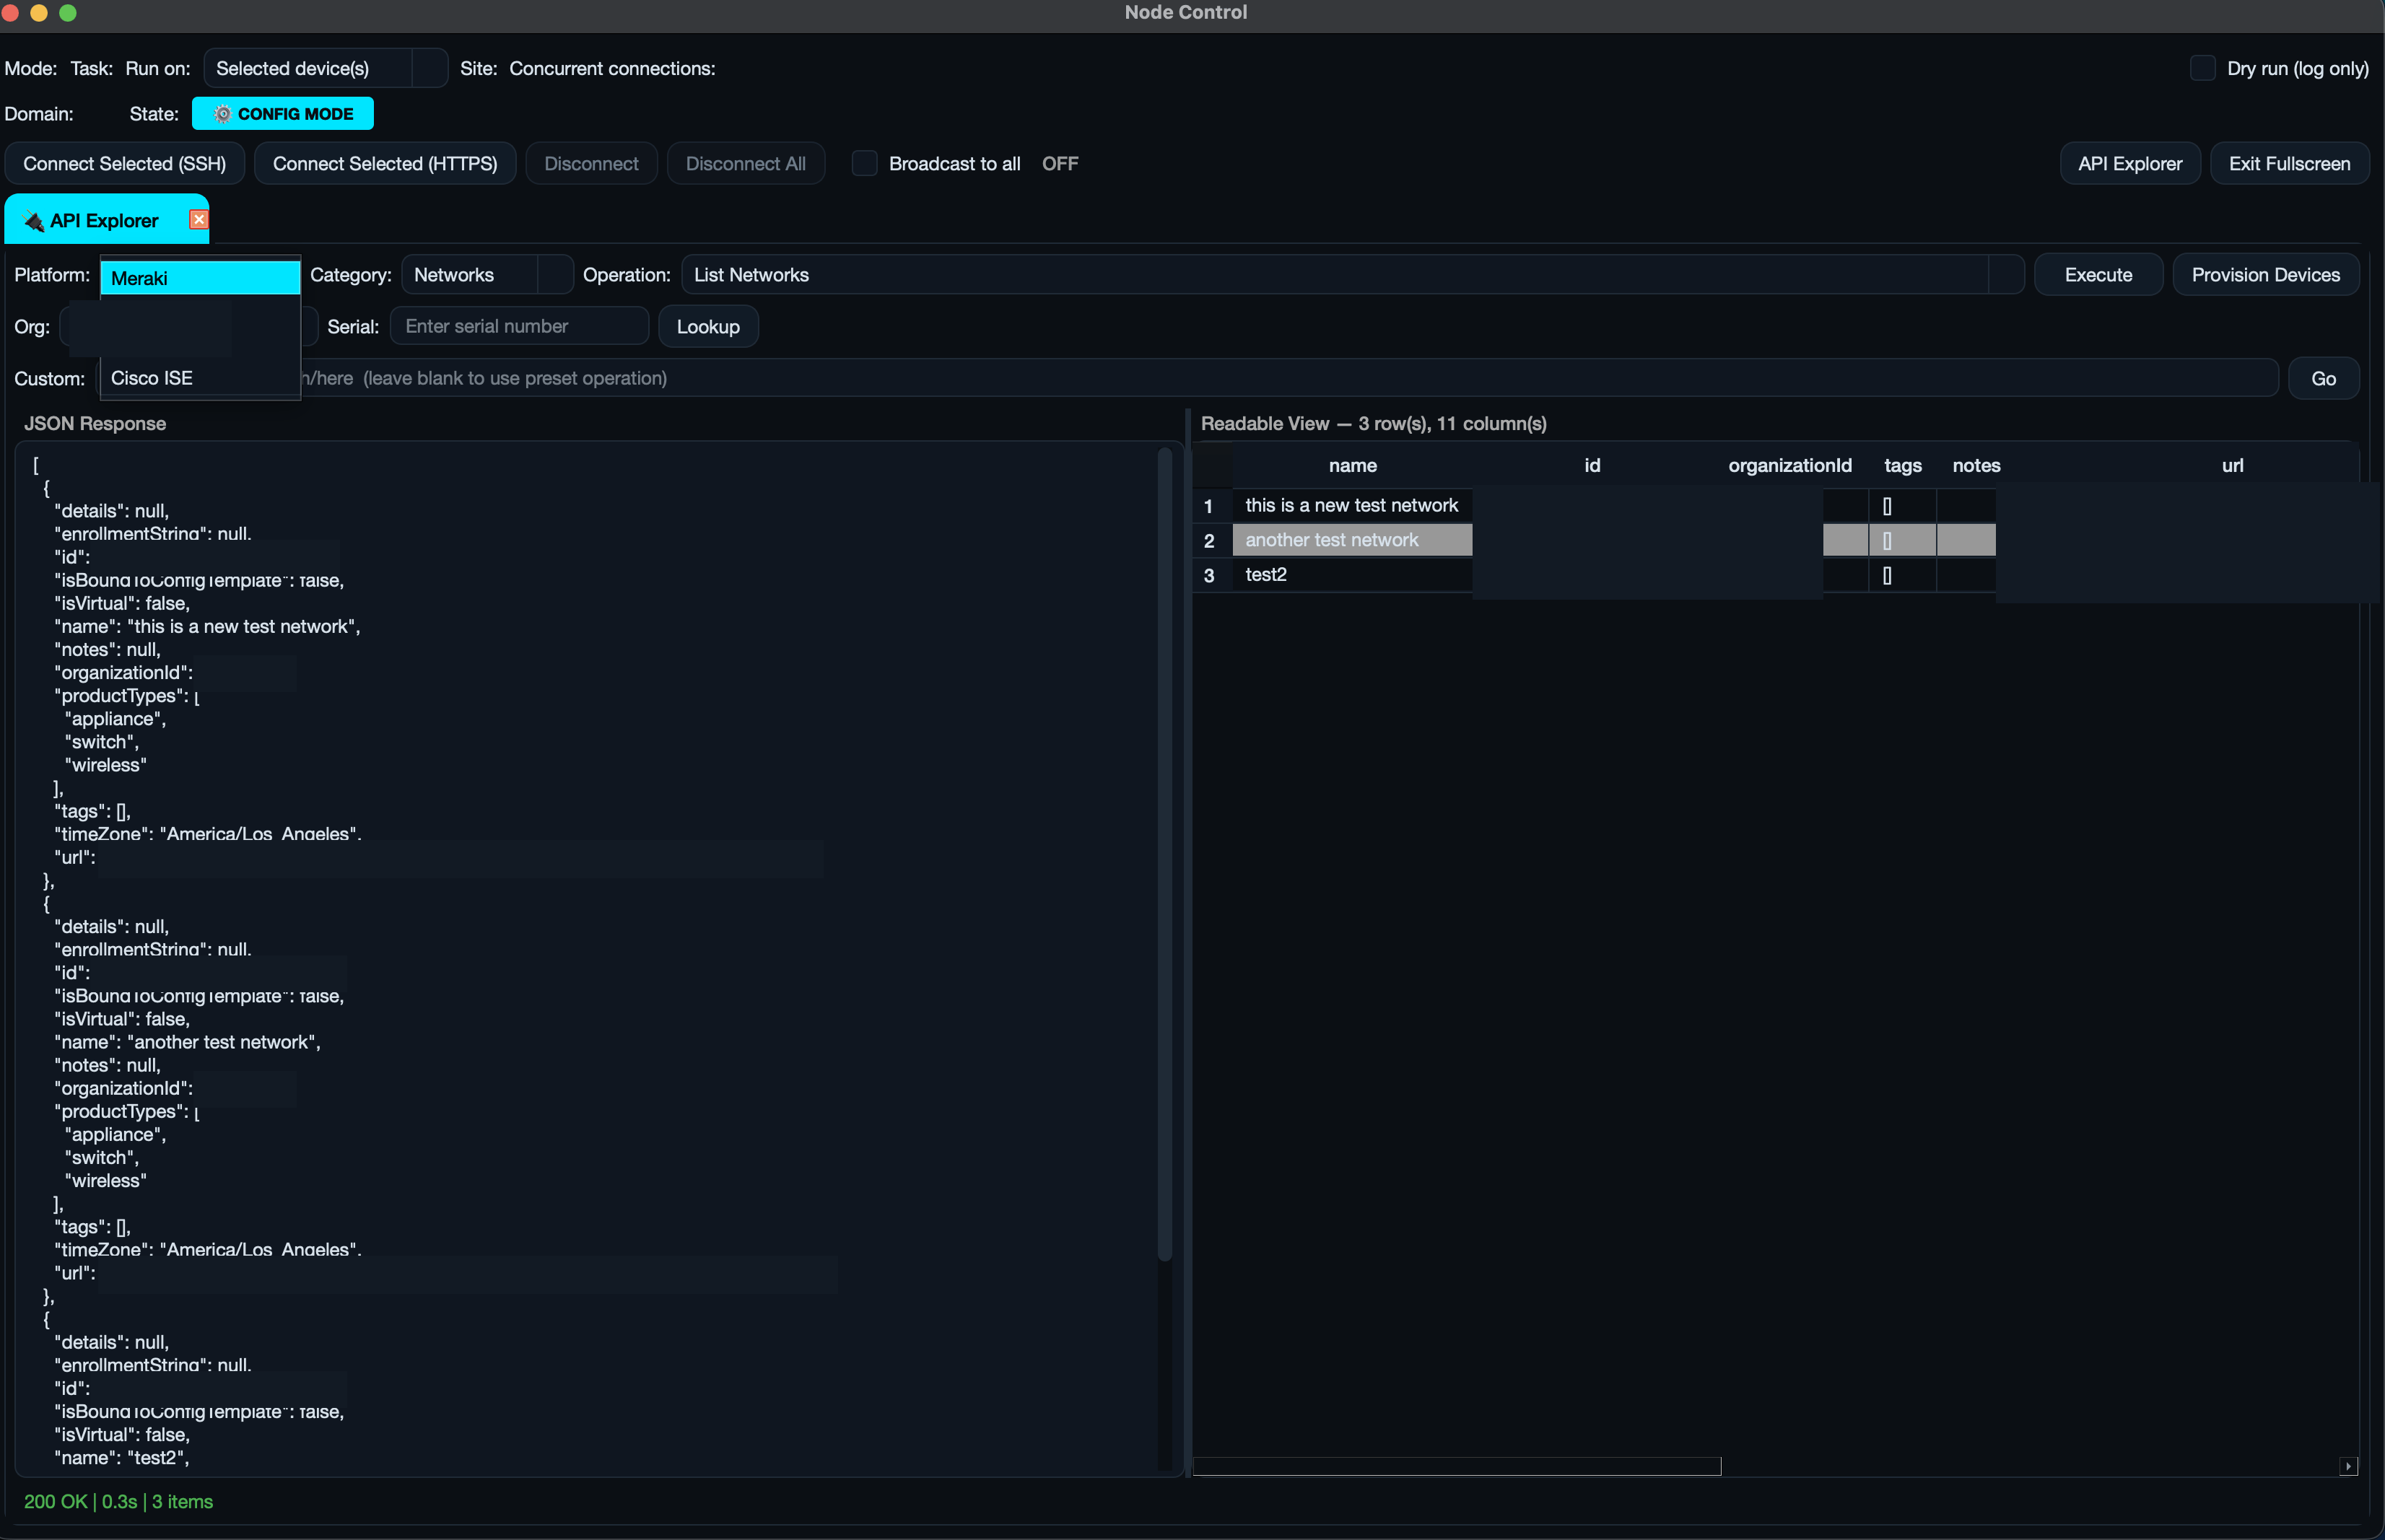 Node Control
Mode: Task: Run on: Selected device(s) Site: Concurrent connections: Dry run (log only)
Domain: State: CONFIG MODE
Connect Selected (SSH) Connect Selected (HTTPS) Disconnect Disconnect All Broadcast to all OFF API Explorer Exit Fullscreen
API Explorer
Platform: Meraki Category: Networks Operation: List Networks Execute Provision Devices
Org: Serial: Enter serial number Lookup
Custom: Cisco ISE h/here (leave blank to use preset operation) Go
JSON Response
[
{
"details": null,
"enrollmentString": null,
"id":
"isBoundToConfigTemplate": false,
"isVirtual": false,
"name": "this is a new test network",
"notes": null,
"organizationId":
"productTypes": [
"appliance",
"switch",
"wireless"
],
"tags": [],
"timeZone": "America/Los_Angeles",
"url":
},
{
"details": null,
"enrollmentString": null,
"id":
"isBoundToConfigTemplate": false,
"isVirtual": false,
"name": "another test network",
"notes": null,
"organizationId":
"productTypes": [
"appliance",
"switch",
"wireless"
],
"tags": [],
"timeZone": "America/Los_Angeles",
"url":
},
{
"details": null,
"enrollmentString": null,
"id":
"isBoundToConfigTemplate": false,
"isVirtual": false,
"name": "test2",
Readable View — 3 row(s), 11 column(s)
name id organizationId tags notes url
1 this is a new test network []
2 another test network []
3 test2 []
200 OK | 0.3s | 3 items